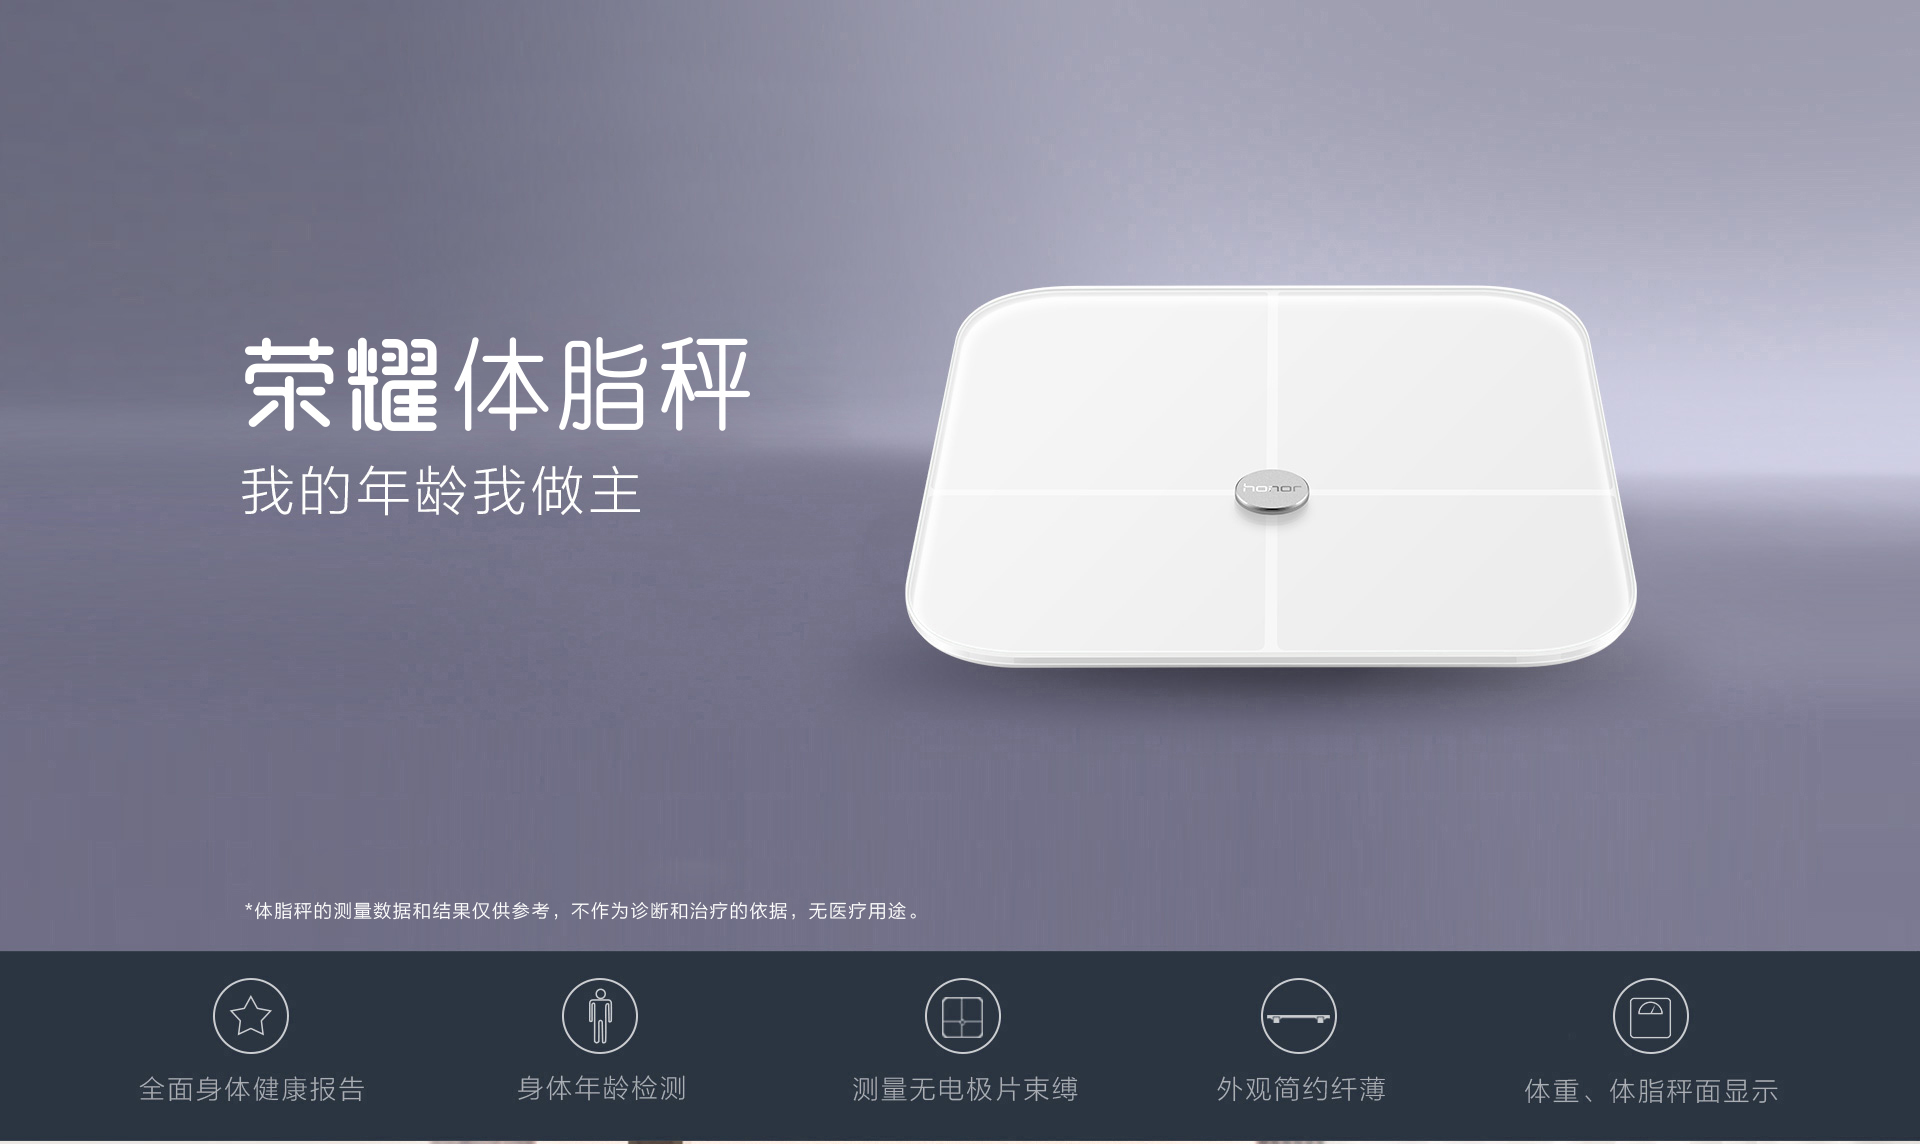 荣耀体脂秤
我的年龄我做主
honor
*体脂秤的测量数据和结果仅供参考，不作为诊断和治疗的依据，无医疗用途。
全面身体健康报告
身体年龄检测
测量无电极片束缚
外观简约纤薄
体重、体脂秤面显示